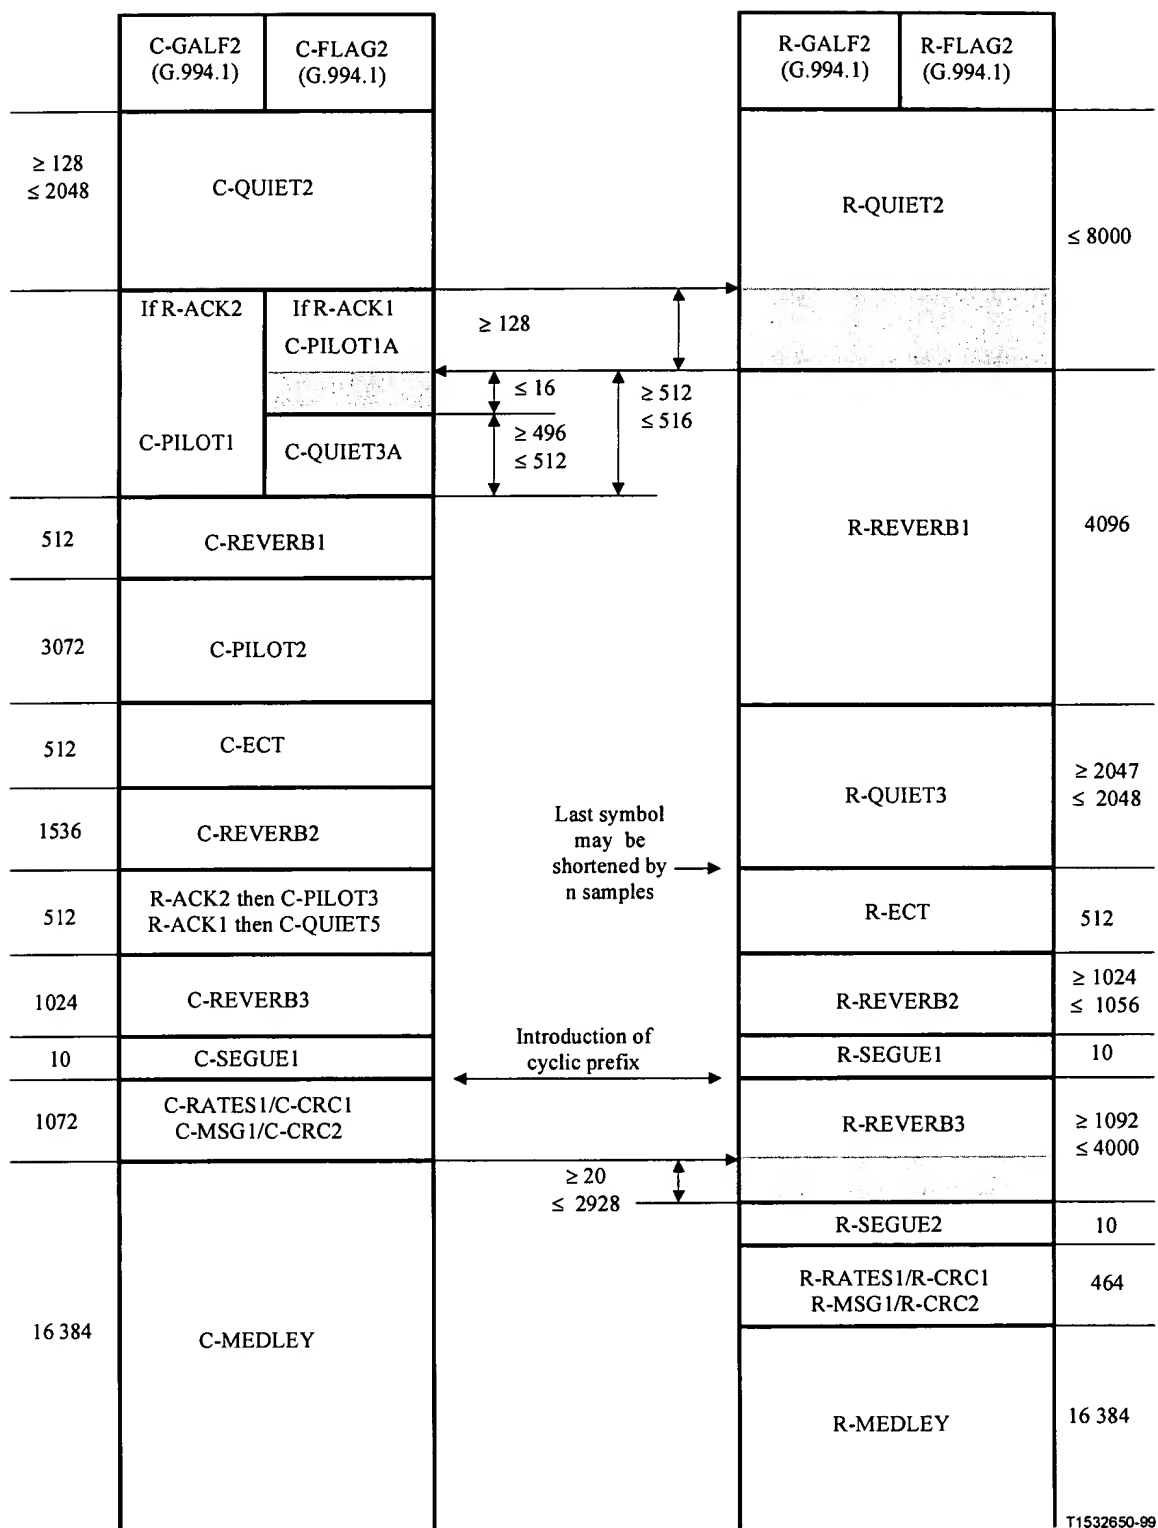 C-GALF2
(G.994.1)
C-FLAG2
(G.994.1)
R-GALF2
(G.994.1)
R-FLAG2
(G.994.1)
≥ 128
≤ 2048
C-QUIET2
R-QUIET2
≤ 8000
If R-ACK2
If R-ACK1
C-PILOT1A
≥ 128
≤ 16
≥ 512
≤ 516
C-PILOT1
C-QUIET3A
≥ 496
≤ 512
512
C-REVERB1
R-REVERB1
4096
3072
C-PILOT2
512
C-ECT
R-QUIET3
≥ 2047
≤ 2048
1536
C-REVERB2
Last symbol
may be
shortened by
n samples
512
R-ACK2 then C-PILOT3
R-ACK1 then C-QUIET5
R-ECT
512
1024
C-REVERB3
R-REVERB2
≥ 1024
≤ 1056
10
C-SEGUE1
Introduction of
cyclic prefix
R-SEGUE1
10
1072
C-RATES1/C-CRC1
C-MSG1/C-CRC2
R-REVERB3
≥ 1092
≤ 4000
≥ 20
≤ 2928
R-SEGUE2
10
R-RATES1/R-CRC1
R-MSG1/R-CRC2
464
16 384
C-MEDLEY
R-MEDLEY
16 384
T1532650-99